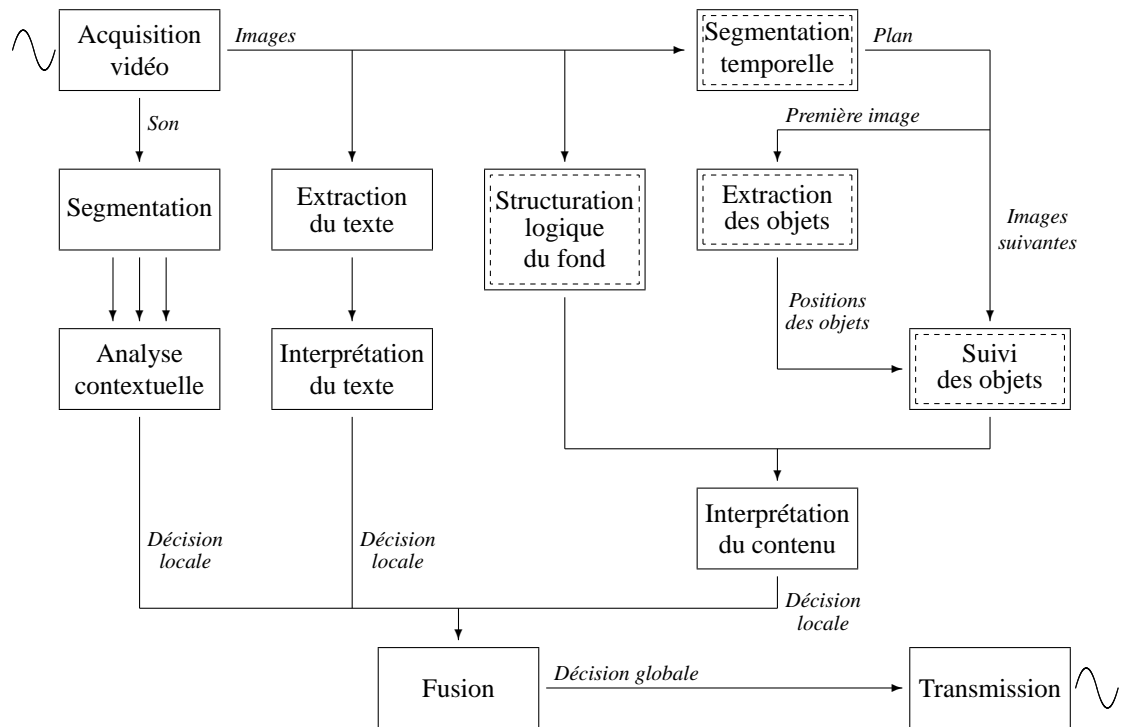 Acquisition
vidéo
Images
Segmentation
temporelle
Plan
Son
Première image
Segmentation
Extraction
du texte
Structuration
logique
du fond
Extraction
des objets
Images
suivantes
Positions
des objets
Analyse
contextuelle
Interprétation
du texte
Suivi
des objets
Interprétation
du contenu
Décision
locale
Décision
locale
Décision
locale
Fusion
Décision globale
Transmission